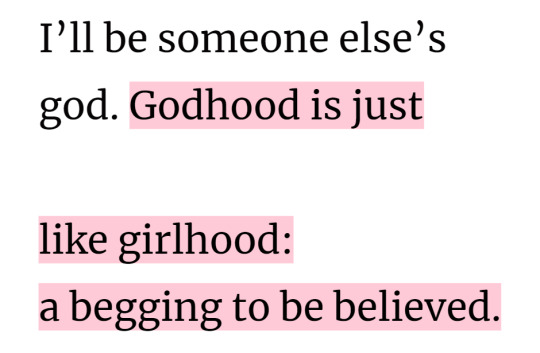 I’ll be someone else’s
god. Godhood is just
like girlhood:
a begging to be believed.